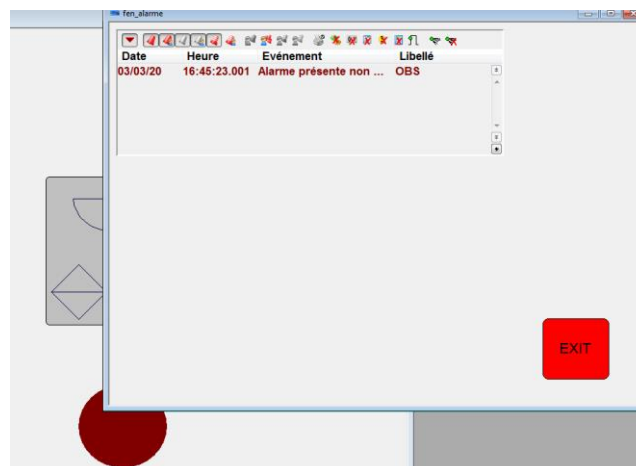 fen_alarme
Date Heure Evénement Libellé
03/03/20 16:45:23.001 Alarme présente non ... OBS
EXIT